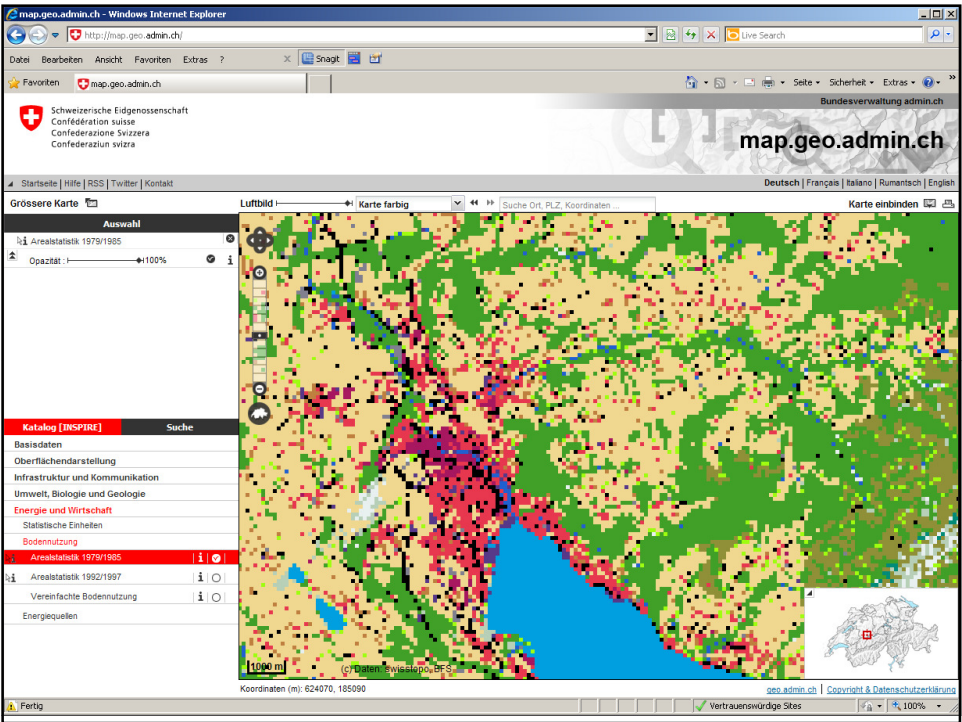 map.geo.admin.ch - Windows Internet Explorer
http://map.geo.admin.ch/
Live Search
Datei Bearbeiten Ansicht Favoriten Extras ?
x Snagit
Favoriten
map.geo.admin.ch
Seite Sicherheit Extras
Bundesverwaltung admin.ch
Schweizerische Eidgenossenschaft
Confédération suisse
Confederazione Svizzera
Confederaziun svizra
map.geo.admin.ch
Startseite | Hilfe | RSS | Twitter | Kontakt
Deutsch | Français | Italiano | Rumantsch | English
Grössere Karte
Luftbild
Karte farbig
Suche Ort, PLZ, Koordinaten ...
Karte einbinden
Auswahl
Arealstatistik 1979/1985
Opazität : 100%
Katalog [INSPIRE]
Suche
Basisdaten
Oberflächendarstellung
Infrastruktur und Kommunikation
Umwelt, Biologie und Geologie
Energie und Wirtschaft
Statistische Einheiten
Bodennutzung
Arealstatistik 1979/1985
Arealstatistik 1992/1997
Vereinfachte Bodennutzung
Energiequellen
1000 m
(c) Daten: swisstopo, BFS
Koordinaten (m): 624070, 185090
geo.admin.ch | Copyright & Datenschutzerklärung
Fertig
Vertrauenswürdige Sites
100%